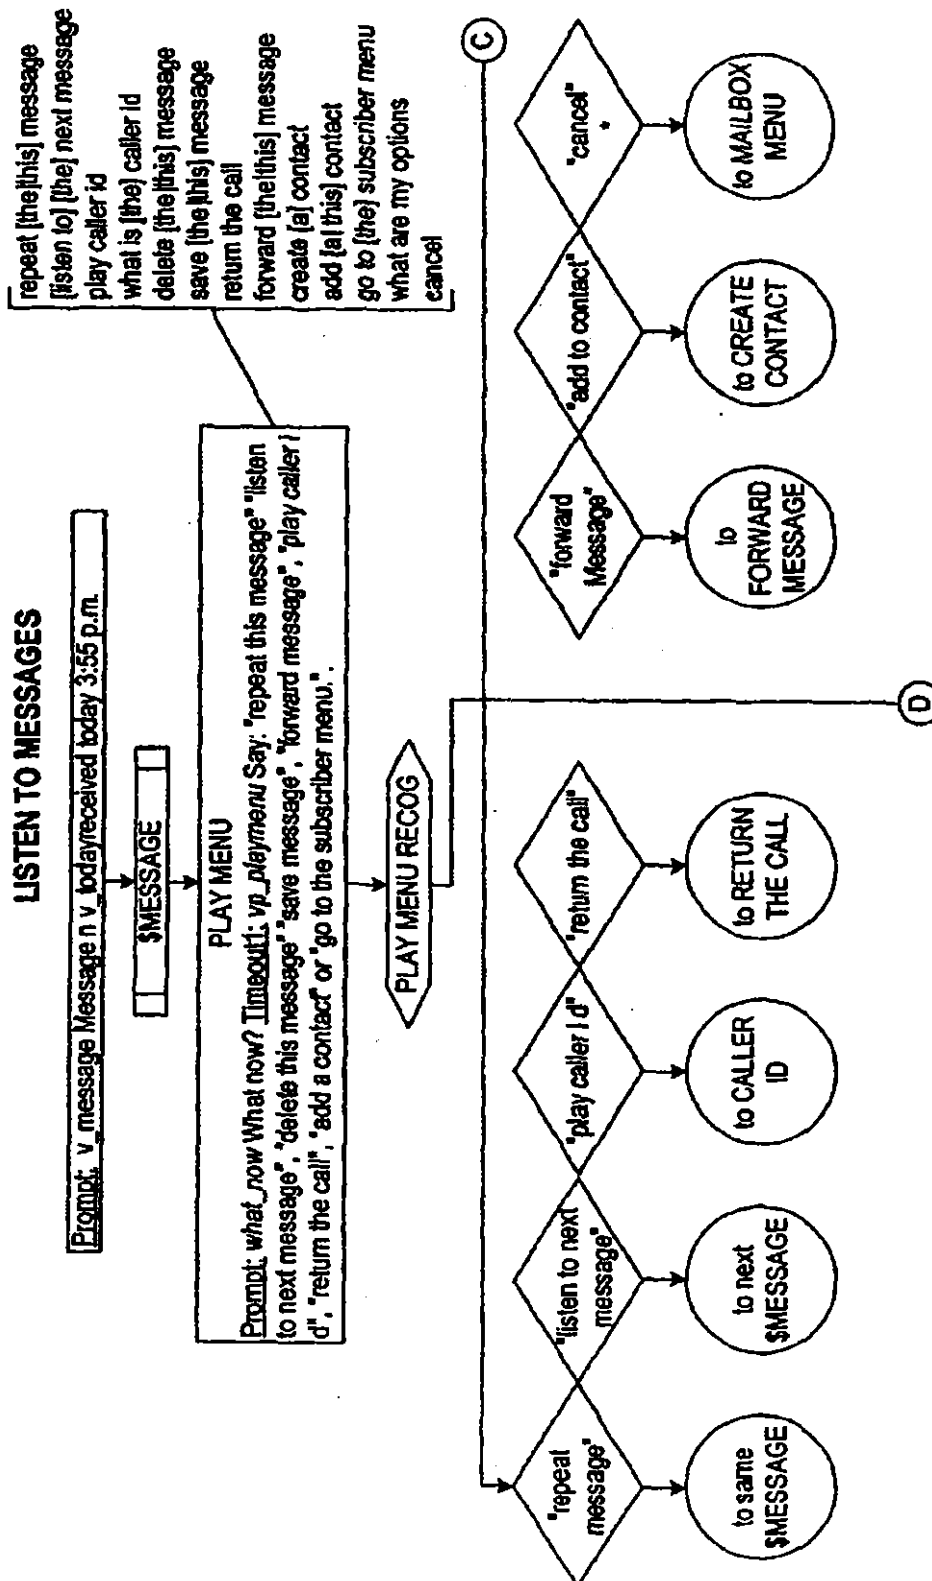 LISTEN TO MESSAGES
Prompt: v_message Message n v_todayreceived today 3:55 p.m.
$MESSAGE
PLAY MENU
Prompt: what_now What now? Timeout1: vp_playmenu Say: "repeat this message" "listen
to next message", "delete this message" "save message", "forward message", "play caller i
d", "return the call", "add a contact" or "go to the subscriber menu.".
repeat [the|this] message
[listen to] [the] next message
play caller id
what is [the] caller id
delete [the|this] message
save [the|this] message
return the call
forward [the|this] message
create [a] contact
add [a| this] contact
go to [the] subscriber menu
what are my options
cancel
PLAY MENU RECOG
C
"repeat
message"
"listen to next
message"
"play caller I d"
"return the call"
"forward
Message"
"add to contact"
"cancel"
*
to same
$MESSAGE
to next
$MESSAGE
to CALLER
ID
to RETURN
THE CALL
to
FORWARD
MESSAGE
to CREATE
CONTACT
to MAILBOX
MENU
D